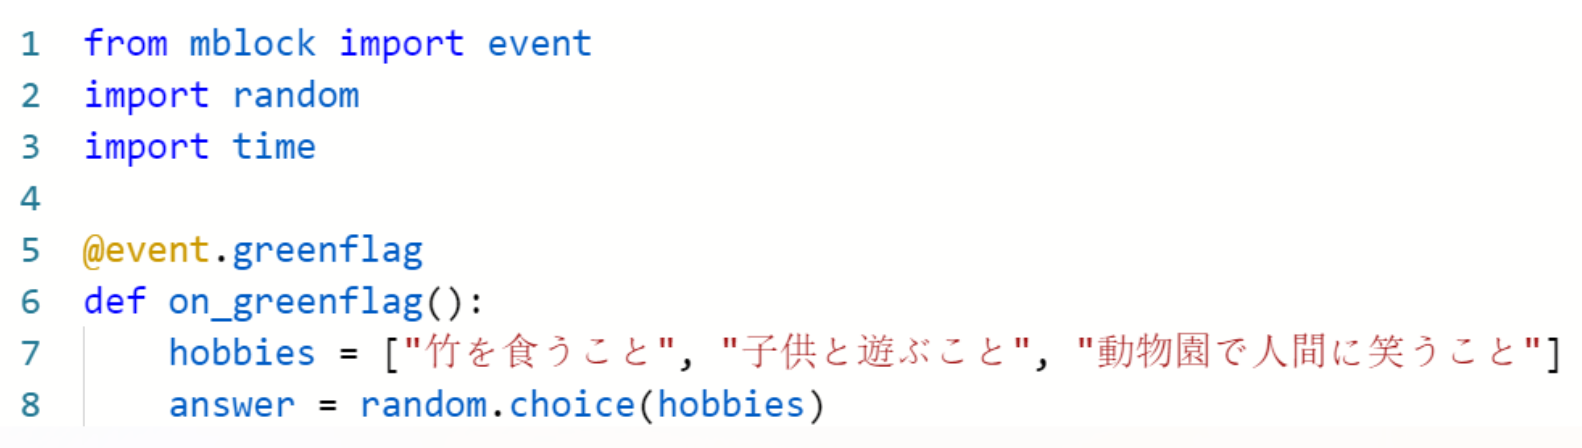 1 from mblock import event
2 import random
3 import time
4
5 @event.greenflag
6 def on_greenflag():
7     hobbies = ["竹を食うこと", "子供と遊ぶこと", "動物園で人間に笑うこと"]
8     answer = random.choice(hobbies)